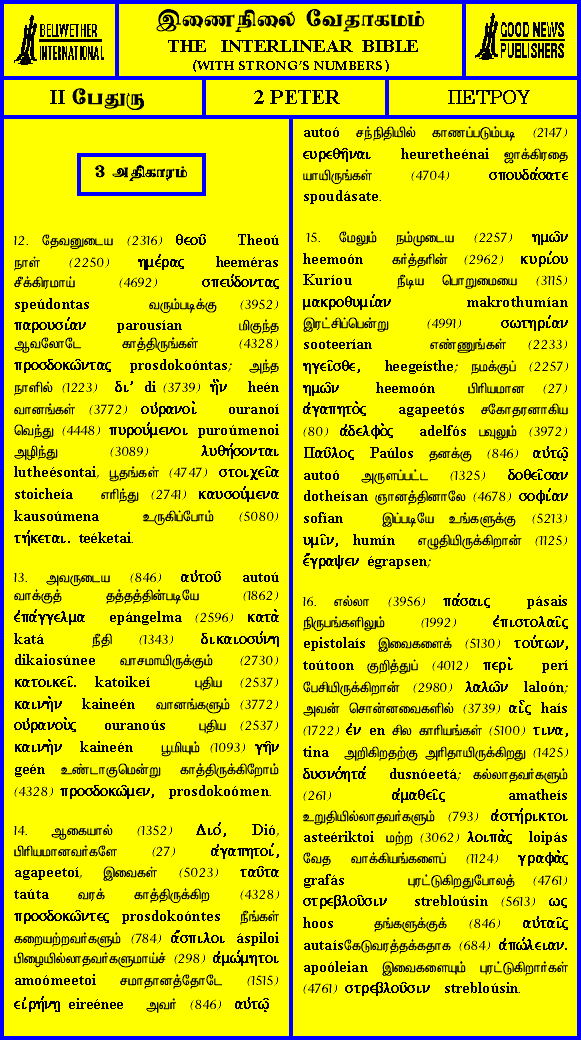 BELLWETHER
INTERNATIONAL
இணைநிலை வேதாகமம்
THE INTERLINEAR BIBLE
(WITH STRONG'S NUMBERS)
GOOD NEWS
PUBLISHERS
II பேதுரு
2 PETER
ΠΕΤΡΟΥ
3 அதிகாரம்
12. தேவனுடைய (2316) θεοῦ Theoú
நாள் (2250) ημέρας heeméras
சீக்கிரமாய் (4692) σπεύδοντας
speúdontas வரும்படிக்கு (3952)
παρουσίαν parousían மிகுந்த
ஆவலோடே காத்திருங்கள் (4328)
προσδοκῶντας prosdokoóntas; அந்த
நாளில் (1223) δι' di (3739) ἣν heén
வானங்கள் (3772) οὐρανοὶ ouranoí
வெந்து (4448) πυρούμενοι puroúmenoi
அழிந்து (3089) λυθήσονται
lutheésontai, பூதங்கள் (4747) στοιχεῖα
stoicheía எரிந்து (2741) καυσούμενα
kausoúmena உருகிப்போம் (5080)
τήκεται. teéketai.
13. அவருடைய (846) αὐτοῦ autoú
வாக்குத் தத்தத்தின்படியே (1862)
ἐπάγγελμα epángelma (2596) κατὰ
katá நீதி (1343) δικαιοσύνη
dikaiosúnee வாசமாயிருக்கும் (2730)
κατοικεῖ. katoikeí புதிய (2537)
καινὴν kaineén வானங்களும் (3772)
οὐρανοὺς ouranoús புதிய (2537)
καινὴν kaineén பூமியும் (1093) γῆν
geén உண்டாகுமென்று காத்திருக்கிறோம்
(4328) προσδοκῶμεν, prosdokoómen.
14. ஆகையால் (1352) Διό, Dió,
பிரியமானவர்களே (27) ἀγαπητοί,
agapeetoí, இவைகள் (5023) ταῦτα
taúta வரக் காத்திருக்கிற (4328)
προσδοκῶντες prosdokoóntes நீங்கள்
கறையற்றவர்களும் (784) ἄσπιλοι áspiloi
பிழையில்லாதவர்களுமாய்ச் (298) ἀμώμητοι
amoómeetoi சமாதானத்தோடே (1515)
εἰρήνῃ eireénee அவர் (846) αὐτῷ
autoó சந்நிதியில் காணப்படும்படி (2147)
ευρεθῆναι heuretheénai ஜாக்கிரதை
யாயிருங்கள் (4704) σπουδάσατε
spoudásate.
15. மேலும் நம்முடைய (2257) ημῶν
heemoón கர்த்தரின் (2962) κυρίου
Kuríou நீடிய பொறுமையை (3115)
μακροθυμίαν makrothumían
இரட்சிப்பென்று (4991) σωτηρίαν
sooteerían எண்ணுங்கள் (2233)
ηγεῖσθε, heegeísthe; நமக்குப் (2257)
ημῶν heemoón பிரியமான (27)
ἀγαπητὸς agapeetós சகோதரனாகிய
(80) ἀδελφὸς adelfós பவுலும் (3972)
Παῦλος Paúlos தனக்கு (846) αὐτῷ
autoó அருளப்பட்ட (1325) δοθεῖσαν
dotheísan ஞானத்தினாலே (4678) σοφίαν
sofían இப்படியே உங்களுக்கு (5213)
υμῖν, humín எழுதியிருக்கிறான் (1125)
ἔγραψεν égrapsen;
16. எல்லா (3956) πάσαις pásais
நிருபங்களிலும் (1992) ἐπιστολαῖς
epistolaís இவைகளைக் (5130) τούτων,
toútoon குறித்துப் (4012) περὶ perí
பேசியிருக்கிறான் (2980) λαλῶν laloón;
அவன் சொன்னவைகளில் (3739) αἷς haís
(1722) ἐν en சில காரியங்கள் (5100) τινα,
tina அறிகிறதற்கு அரிதாயிருக்கிறது (1425)
δυσνόητά dusnóeetá; கல்லாதவர்களும்
(261) ἀμαθεῖς amatheís
உறுதியில்லாதவர்களும் (793) ἀστήρικτοι
asteériktoi மற்ற (3062) λοιπὰς loipás
வேத வாக்கியங்களைப் (1124) γραφὰς
grafás புரட்டுகிறதுபோலத் (4761)
στρεβλοῦσιν streblоúsin (5613) ως
hoos தங்களுக்குக் (846) αὐταῖς
autaísகேடுவரத்தக்கதாக (684) ἀπώλειαν.
apoóleian இவைகளையும் புரட்டுகிறார்கள்
(4761) στρεβλοῦσιν streblоúsin.